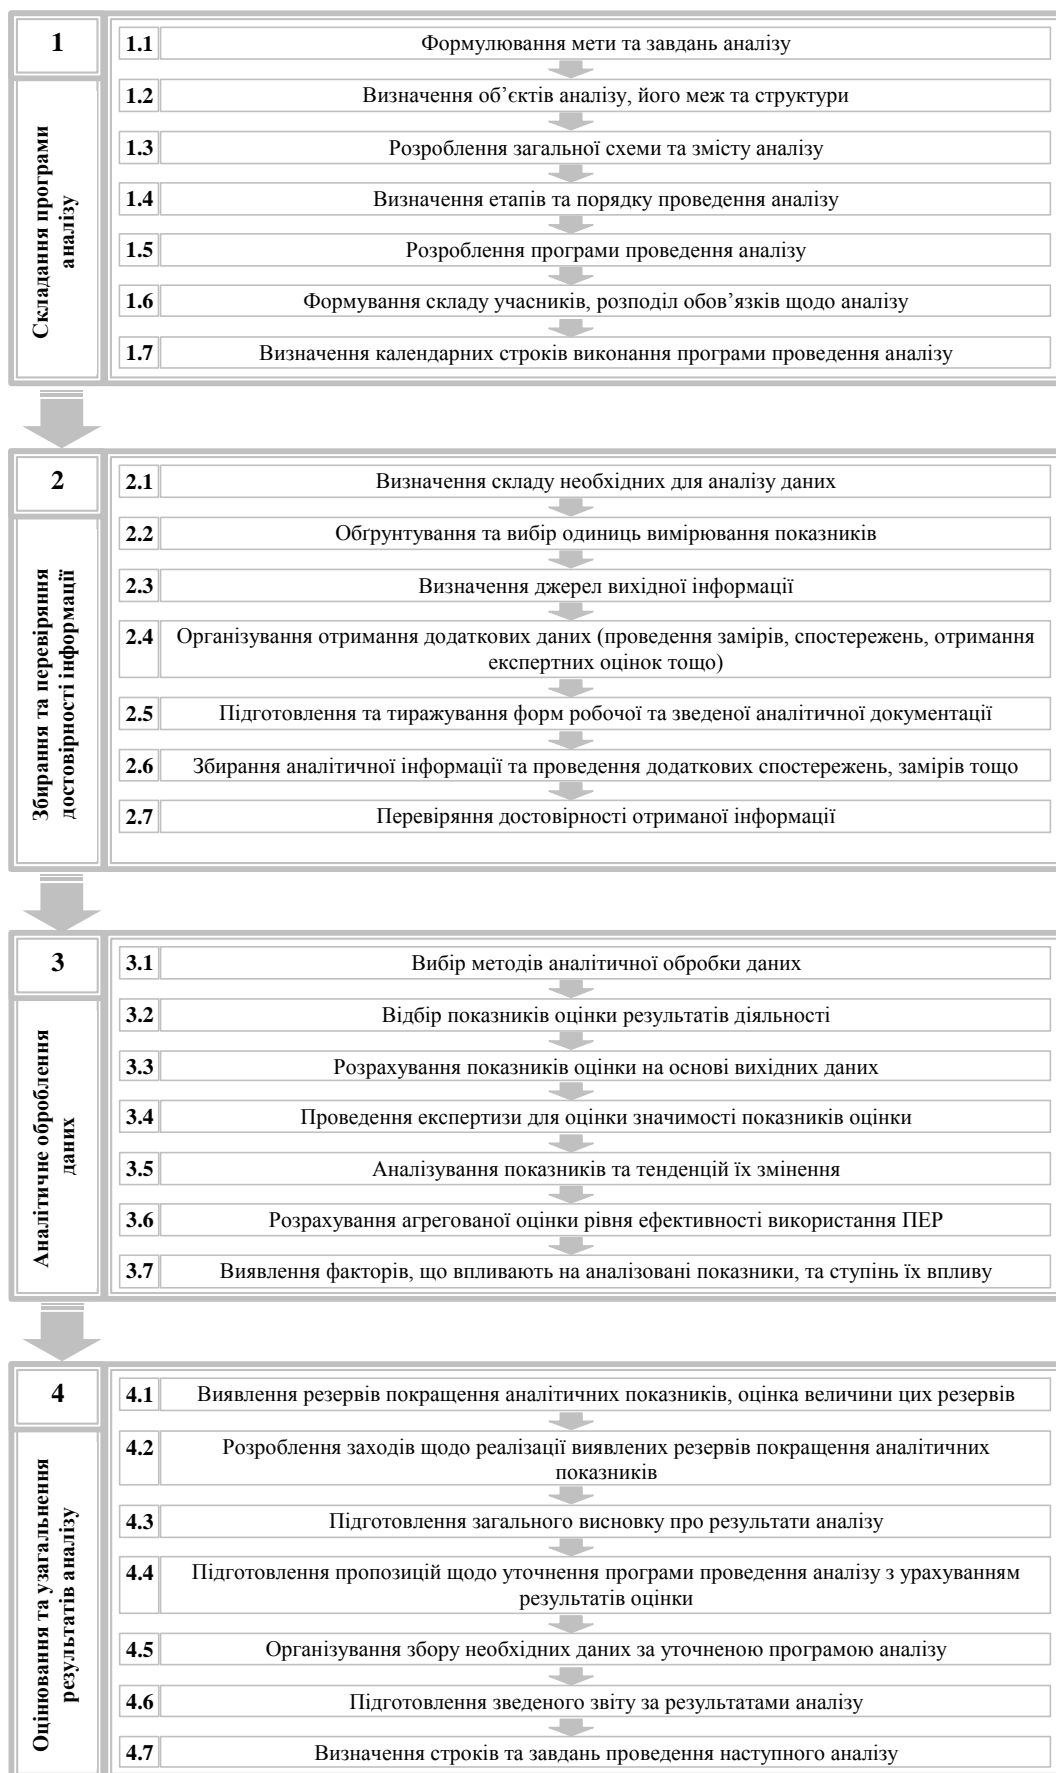 1
Складання програми
аналізу
1.1 Формулювання мети та завдань аналізу
1.2 Визначення об’єктів аналізу, його меж та структури
1.3 Розроблення загальної схеми та змісту аналізу
1.4 Визначення етапів та порядку проведення аналізу
1.5 Розроблення програми проведення аналізу
1.6 Формування складу учасників, розподіл обов’язків щодо аналізу
1.7 Визначення календарних строків виконання програми проведення аналізу
2
Збирання та перевіряння
достовірності інформації
2.1 Визначення складу необхідних для аналізу даних
2.2 Обґрунтування та вибір одиниць вимірювання показників
2.3 Визначення джерел вихідної інформації
2.4 Організування отримання додаткових даних (проведення замірів, спостережень, отримання
експертних оцінок тощо)
2.5 Підготовлення та тиражування форм робочої та зведеної аналітичної документації
2.6 Збирання аналітичної інформації та проведення додаткових спостережень, замірів тощо
2.7 Перевіряння достовірності отриманої інформації
3
Аналітичне оброблення
даних
3.1 Вибір методів аналітичної обробки даних
3.2 Відбір показників оцінки результатів діяльності
3.3 Розрахування показників оцінки на основі вихідних даних
3.4 Проведення експертизи для оцінки значимості показників оцінки
3.5 Аналізування показників та тенденцій їх змінення
3.6 Розрахування агрегованої оцінки рівня ефективності використання ПЕР
3.7 Виявлення факторів, що впливають на аналізовані показники, та ступінь їх впливу
4
Оцінювання та узагальнення
результатів аналізу
4.1 Виявлення резервів покращення аналітичних показників, оцінка величини цих резервів
4.2 Розроблення заходів щодо реалізації виявлених резервів покращення аналітичних
показників
4.3 Підготовлення загального висновку про результати аналізу
4.4 Підготовлення пропозицій щодо уточнення програми проведення аналізу з урахуванням
результатів оцінки
4.5 Організування збору необхідних даних за уточненою програмою аналізу
4.6 Підготовлення зведеного звіту за результатами аналізу
4.7 Визначення строків та завдань проведення наступного аналізу